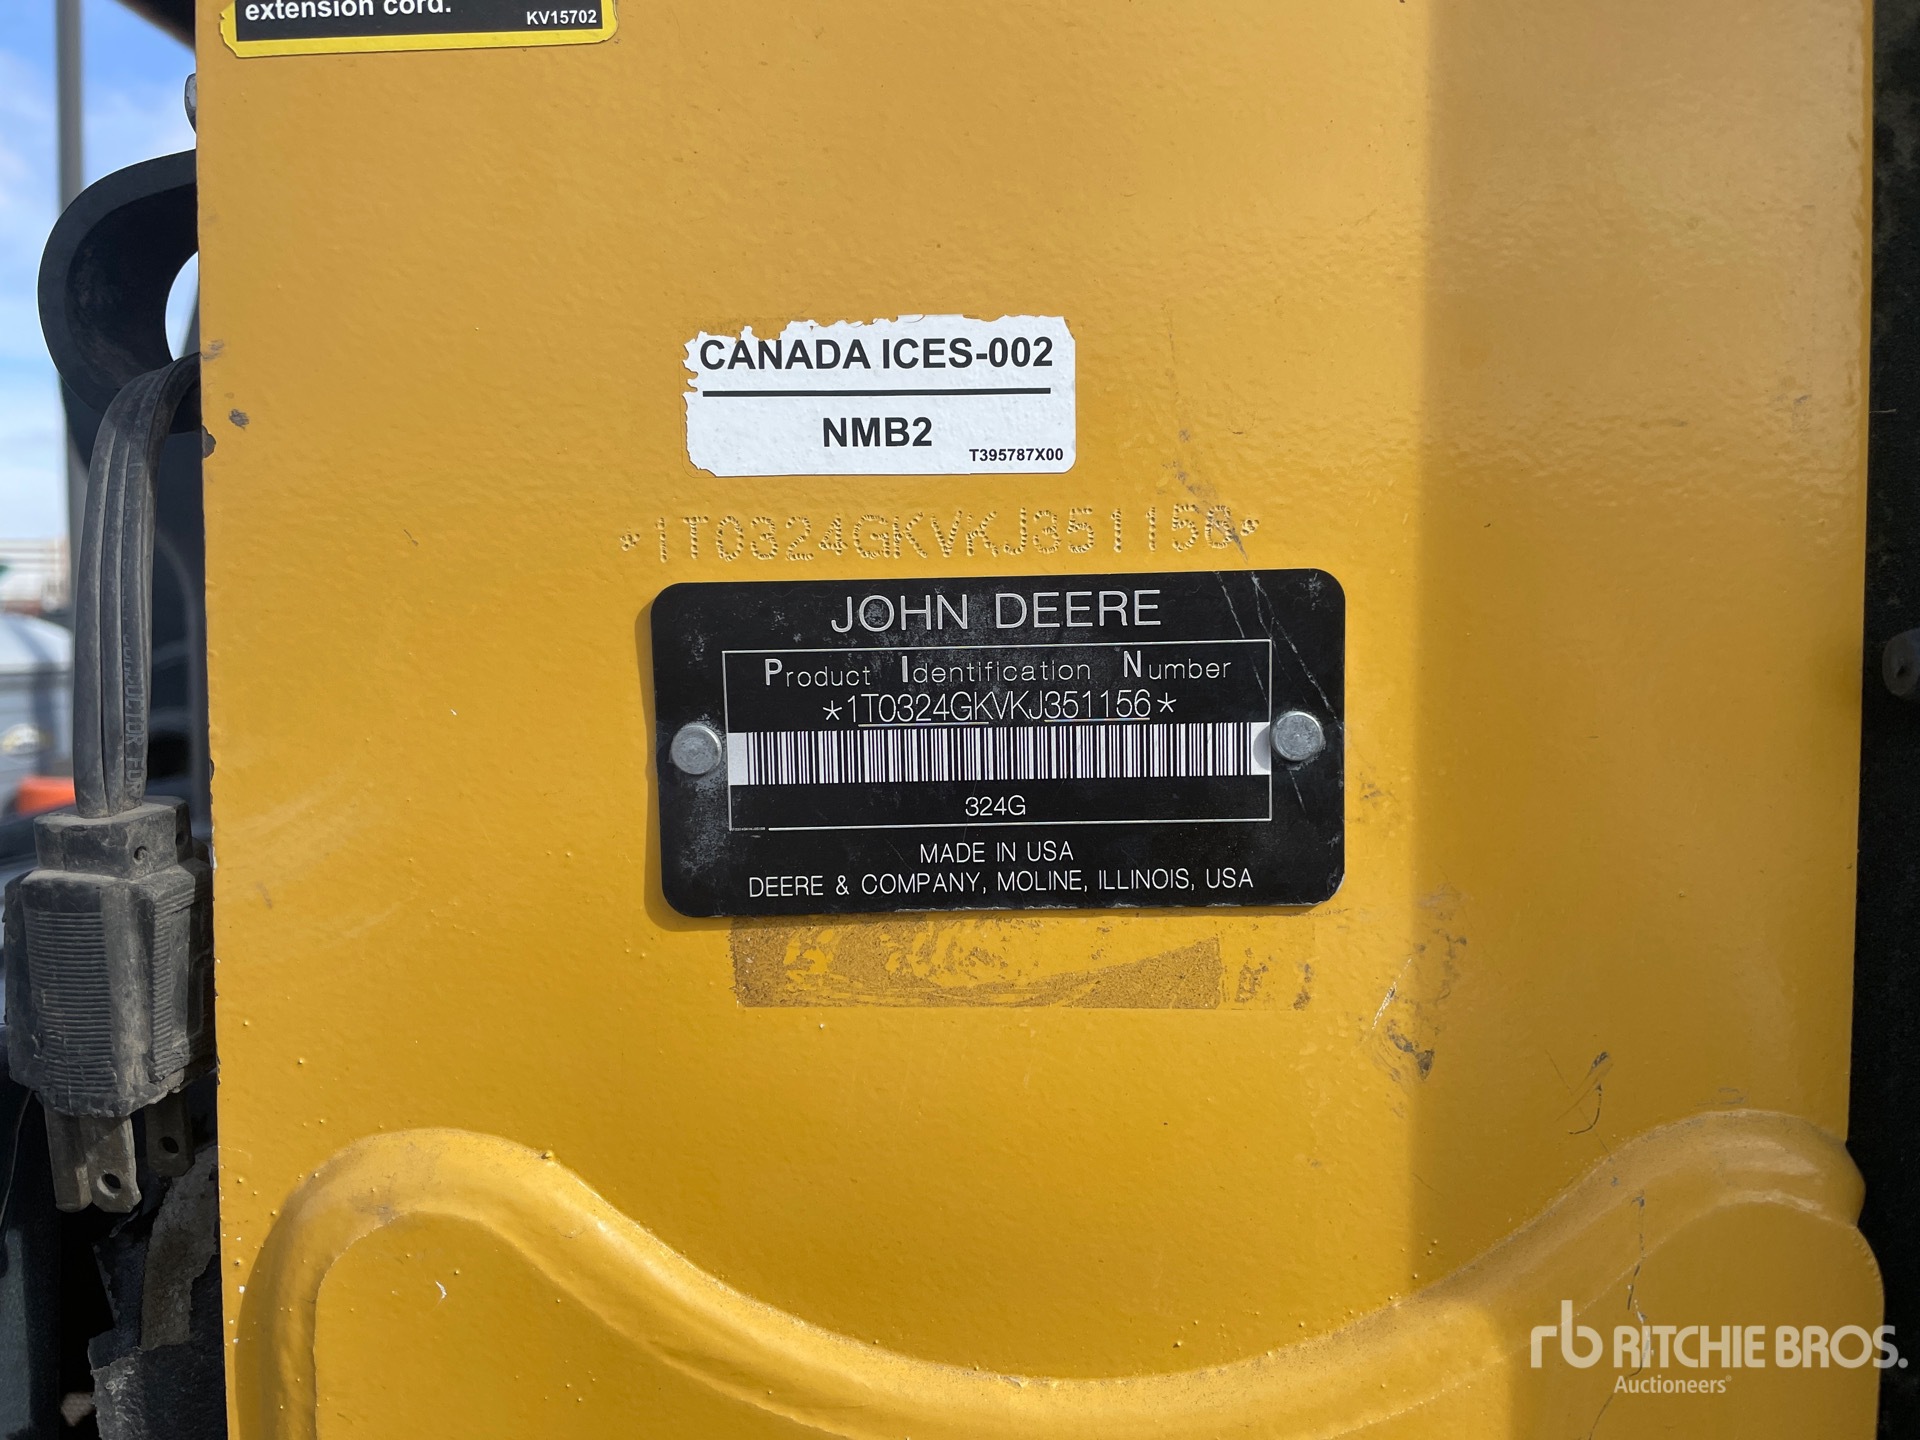 extension cord.
KV15702
CANADA ICES-002
NMB2
T395787X00
*1T0324GKVKJ351156*
JOHN DEERE
Product Identification Number
*1T0324GKVKJ351156*
324G
MADE IN USA
DEERE & COMPANY, MOLINE, ILLINOIS, USA
rb RITCHIE BROS.
Auctioneers